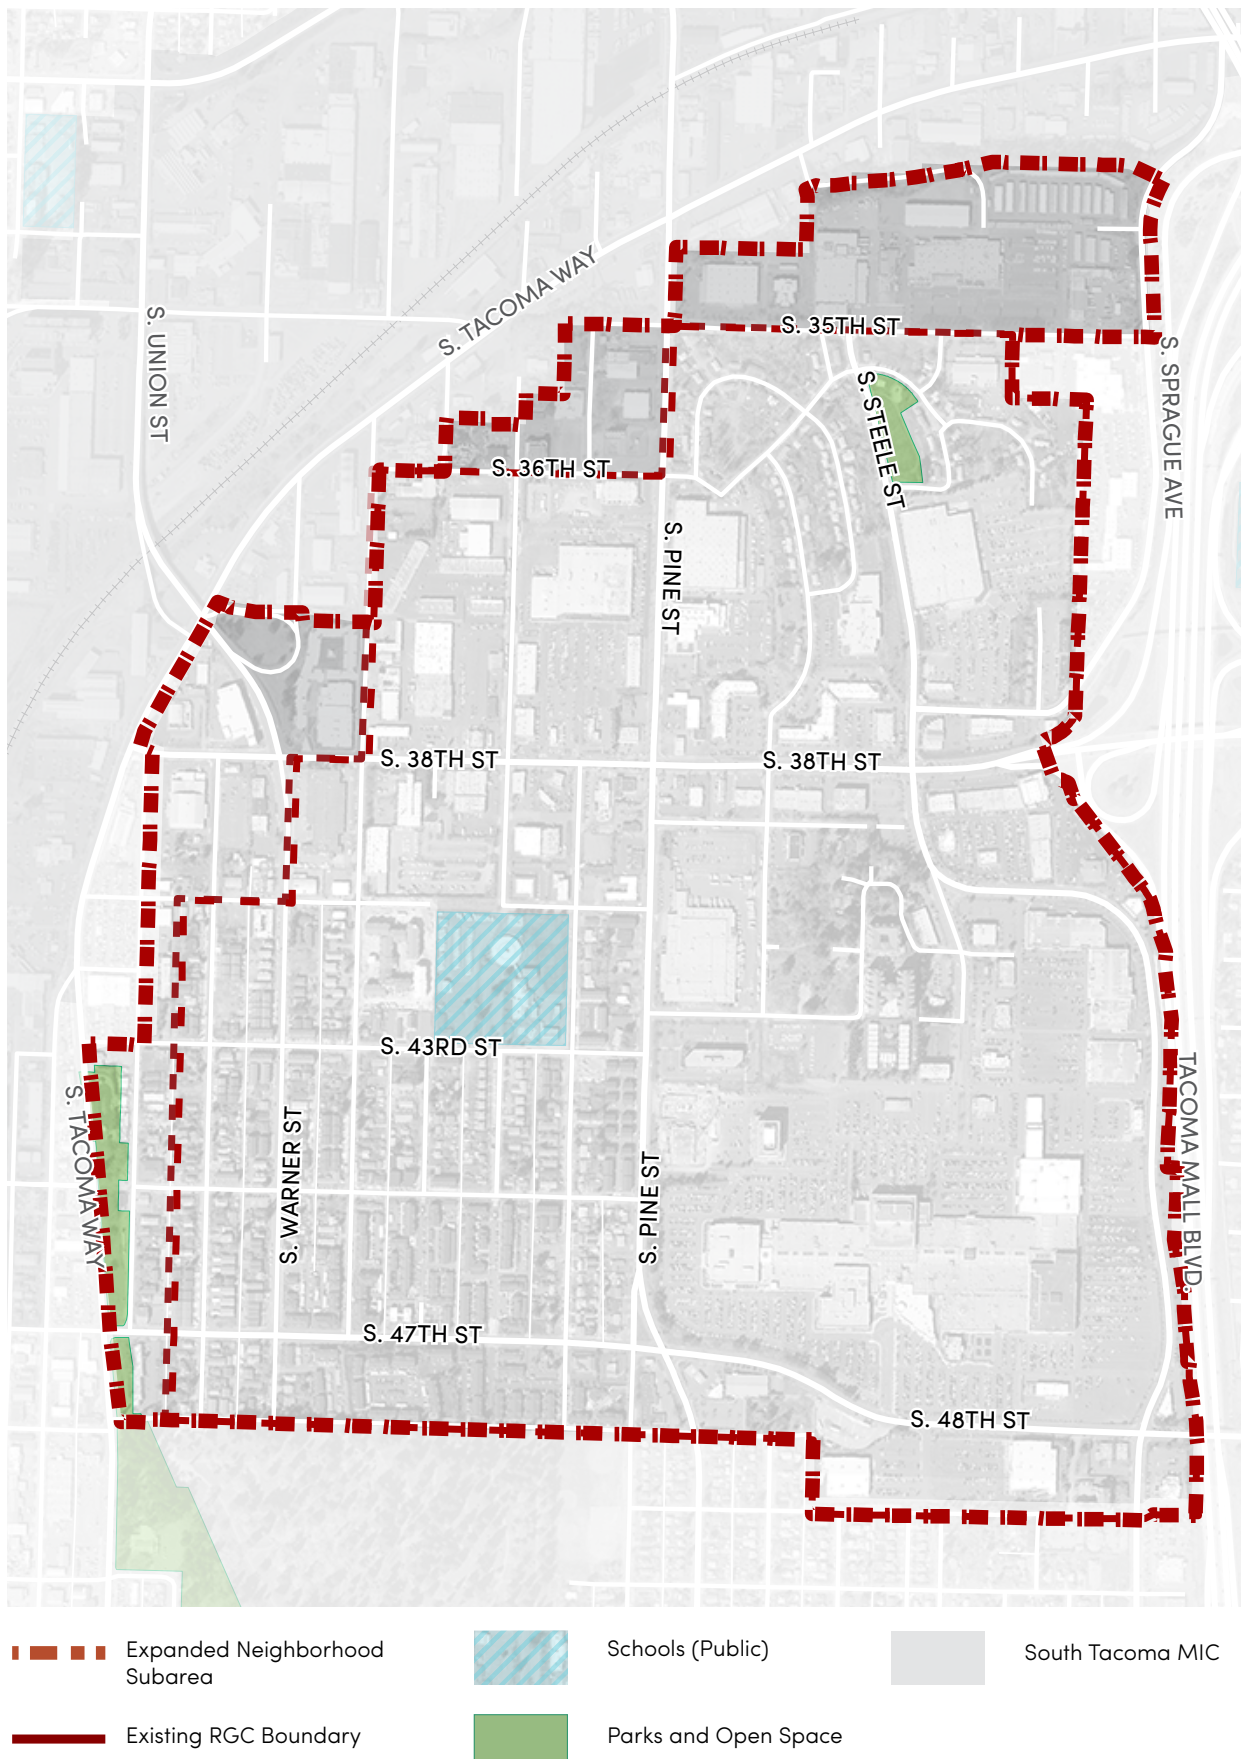 S. TACOMA WAY
S. UNION ST
S. 35TH ST
S. SPRAGUE AVE
S. STEELE ST
S. 36TH ST
S. PINE ST
S. 38TH ST
S. 38TH ST
S. 43RD ST
S. TACOMA WAY
S. WARNER ST
S. PINE ST
TACOMA MALL BLVD.
S. 47TH ST
S. 48TH ST
Expanded Neighborhood
Subarea
Schools (Public)
South Tacoma MIC
Existing RGC Boundary
Parks and Open Space